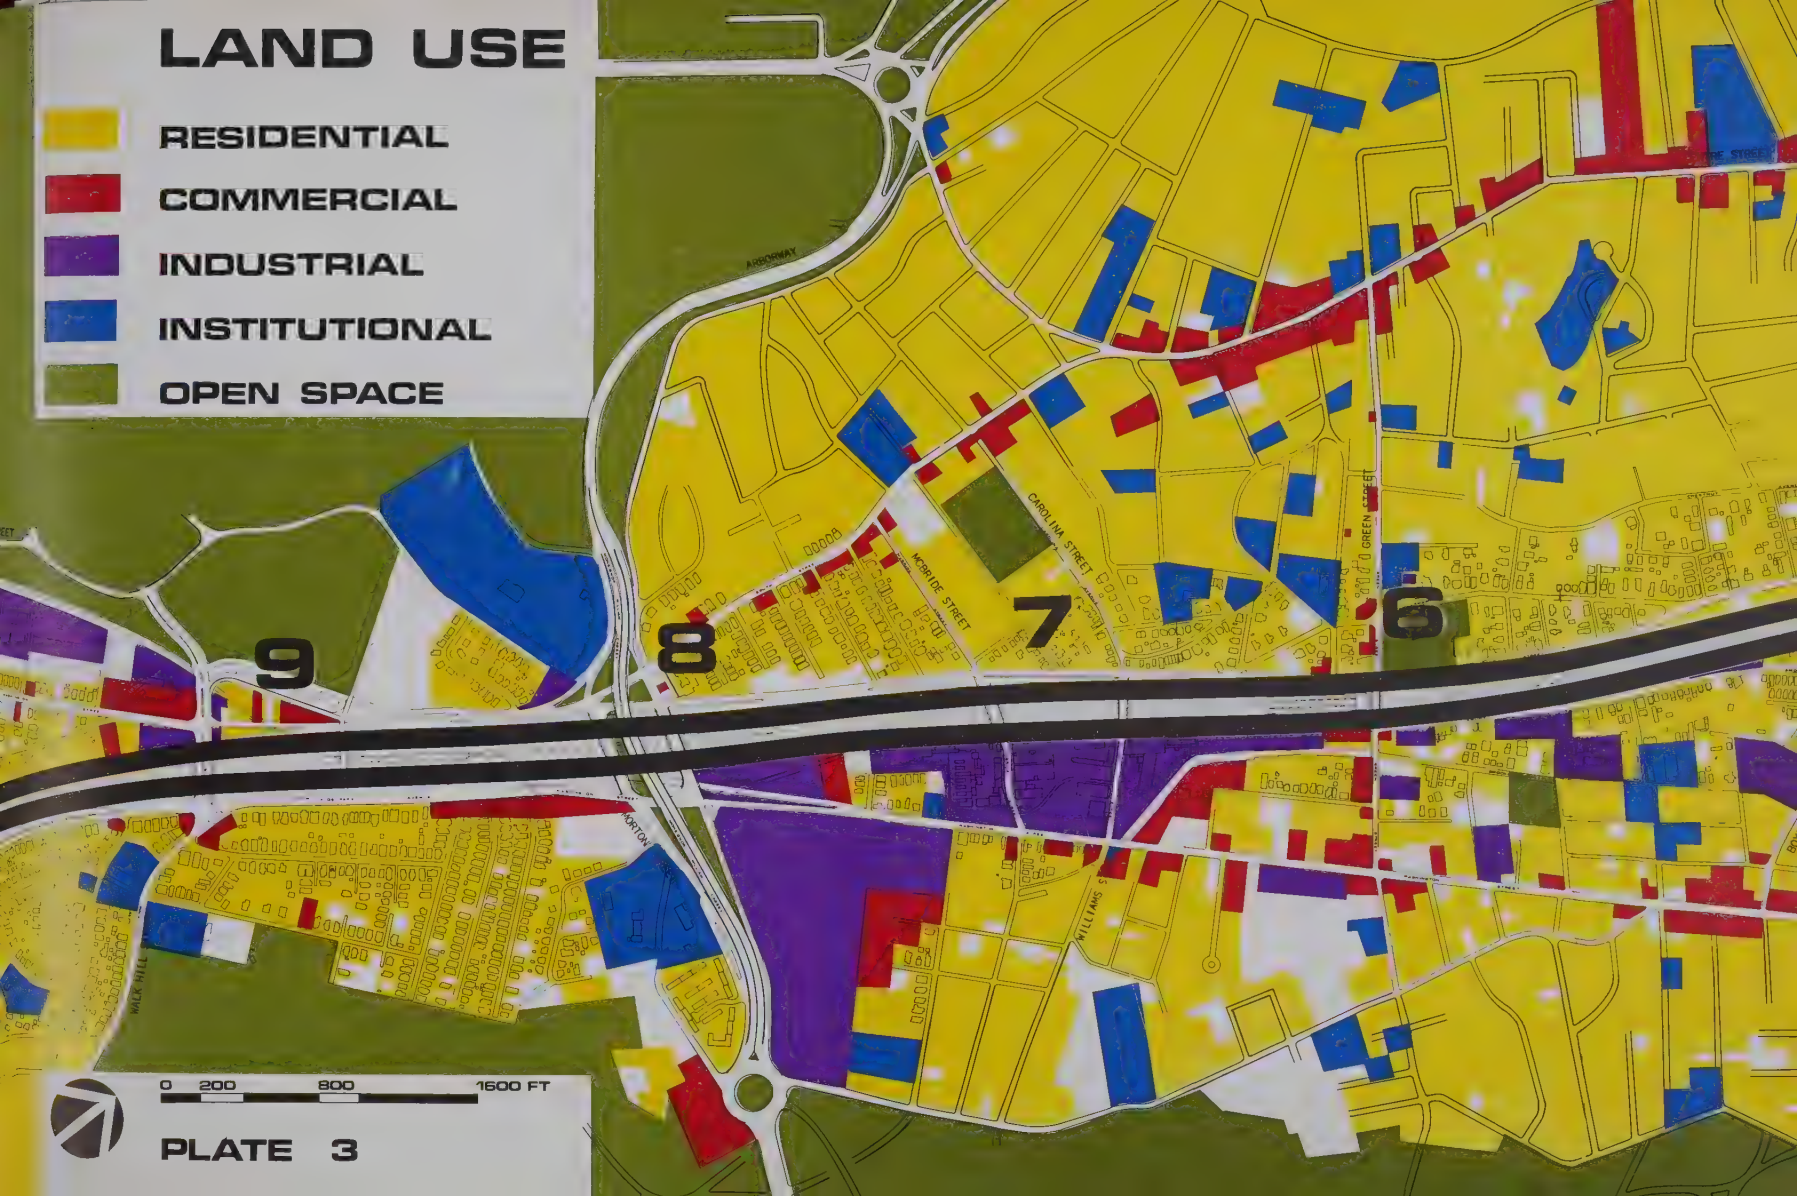 LAND USE
RESIDENTIAL
COMMERCIAL
INDUSTRIAL
INSTITUTIONAL
OPEN SPACE
ARBORWAY
CAROLINA STREET
MCBRIDE STREET
GREEN STREET
STREET
9
8
7
6
MORTON
WILLIAMS S
WALK HILL
0 200 800 1600 FT
PLATE 3